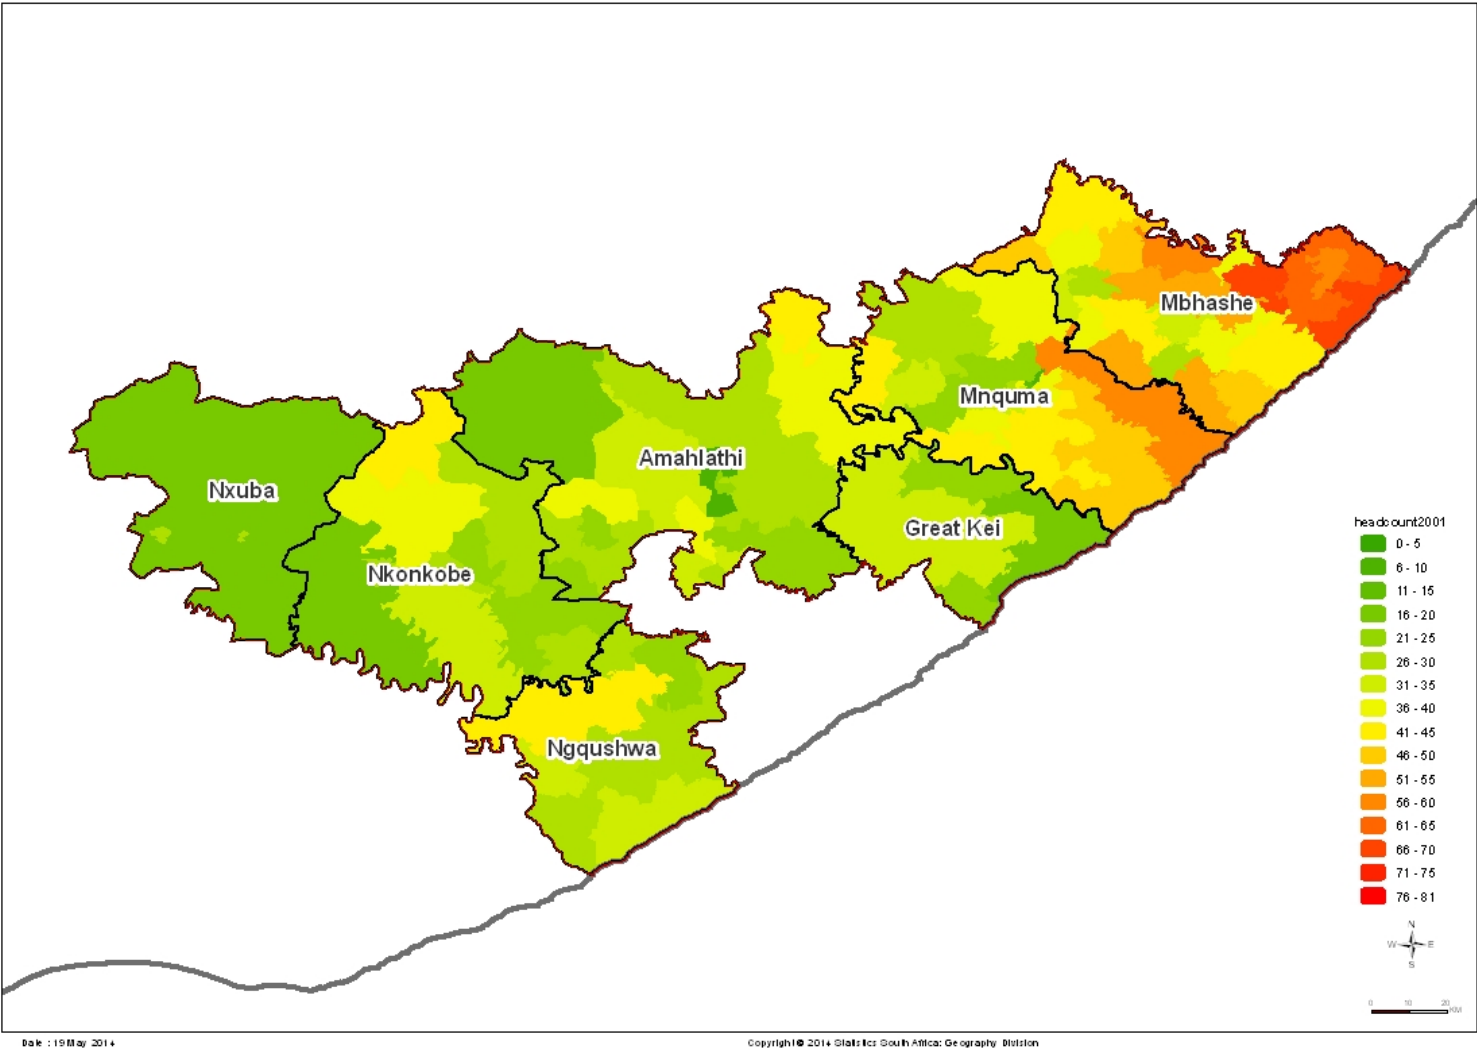 Mbhashe
Mnquma
Amahlathi
Nxuba
Great Kei
Nkonkobe
Ngqushwa
headcount2001
0 - 5
6 - 10
11 - 15
16 - 20
21 - 25
26 - 30
31 - 35
36 - 40
41 - 45
46 - 50
51 - 55
56 - 60
61 - 65
66 - 70
71 - 75
76 - 81
N
W E
S
0 10 20
KM
Date : 19 May 2014
Copyright © 2014 Statistics South Africa: Geography Division